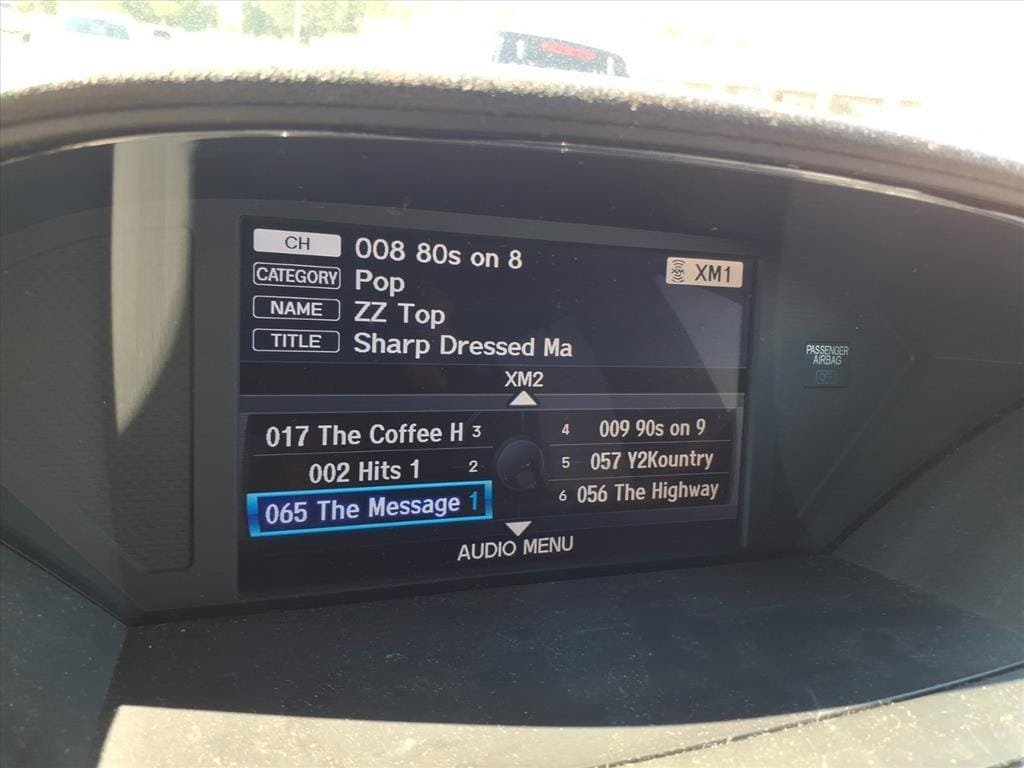 CH 008 80s on 8
XM1
CATEGORY Pop
NAME ZZ Top
TITLE Sharp Dressed Ma
XM2
017 The Coffee H 3
002 Hits 1 2
065 The Message 1
4 009 90s on 9
5 057 Y2Kountry
6 056 The Highway
AUDIO MENU
PASSENGER
AIRBAG
OFF